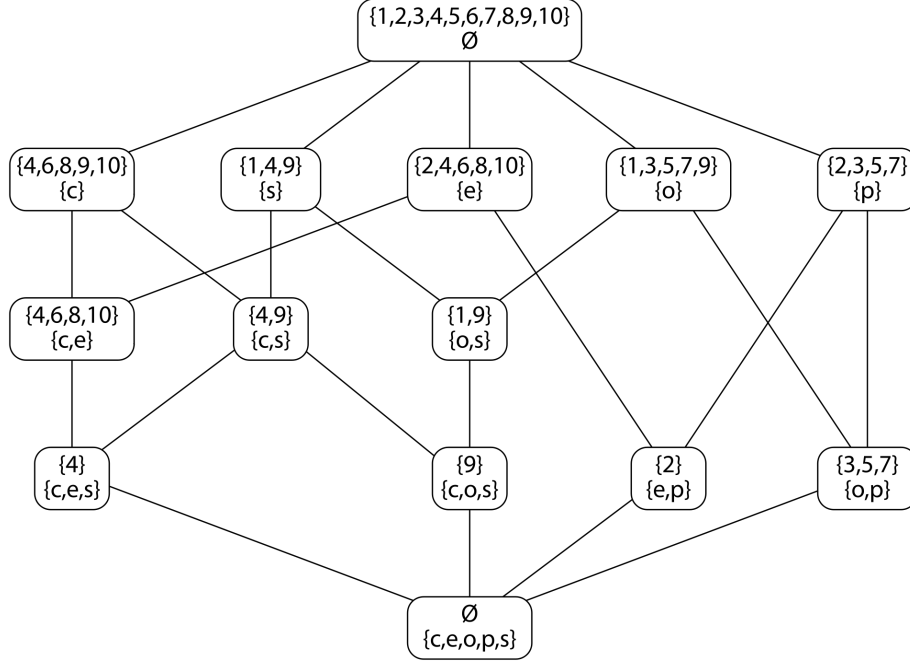 {1,2,3,4,5,6,7,8,9,10}
Ø
{4,6,8,9,10}
{c}
{1,4,9}
{s}
{2,4,6,8,10}
{e}
{1,3,5,7,9}
{o}
{2,3,5,7}
{p}
{4,6,8,10}
{c,e}
{4,9}
{c,s}
{1,9}
{o,s}
{4}
{c,e,s}
{9}
{c,o,s}
{2}
{e,p}
{3,5,7}
{o,p}
Ø
{c,e,o,p,s}